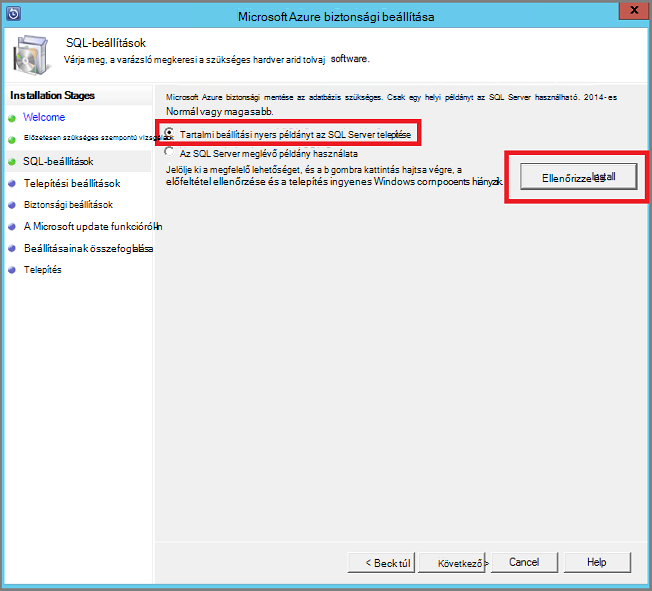 Microsoft Azure biztonsági beállítása
SQL-beállítások
Várja meg, a varázsló megkeresi a szükséges hardver arid tolvaj software.
Installation Stages
Welcome
Előzetesen szükséges szempontú vizsgálatok
SQL-beállítások
Telepítési beállítások
Biztonsági beállítások
A Microsoft update funkcióról-In
Beállításainak összefoglalása
Telepítés
Microsoft Azure biztonsági mentése az adatbázis szükséges. Csak egy helyi példányt az SQL Server használható. 2014-es
Normál vagy magasabb.
Tartalmi beállítási nyers példányt az SQL Server telepítése
Az SQL Server meglévő példány használata
Jelölje ki a megfelelő lehetőséget, és a b gombra kattintás hajtsa végre, a
előfeltétel ellenőrzése és a telepítés ingyenes Windows compooents hiányzik.
Ellenőrizze és Install
< Beck túl
Következő >
Cancel
Help